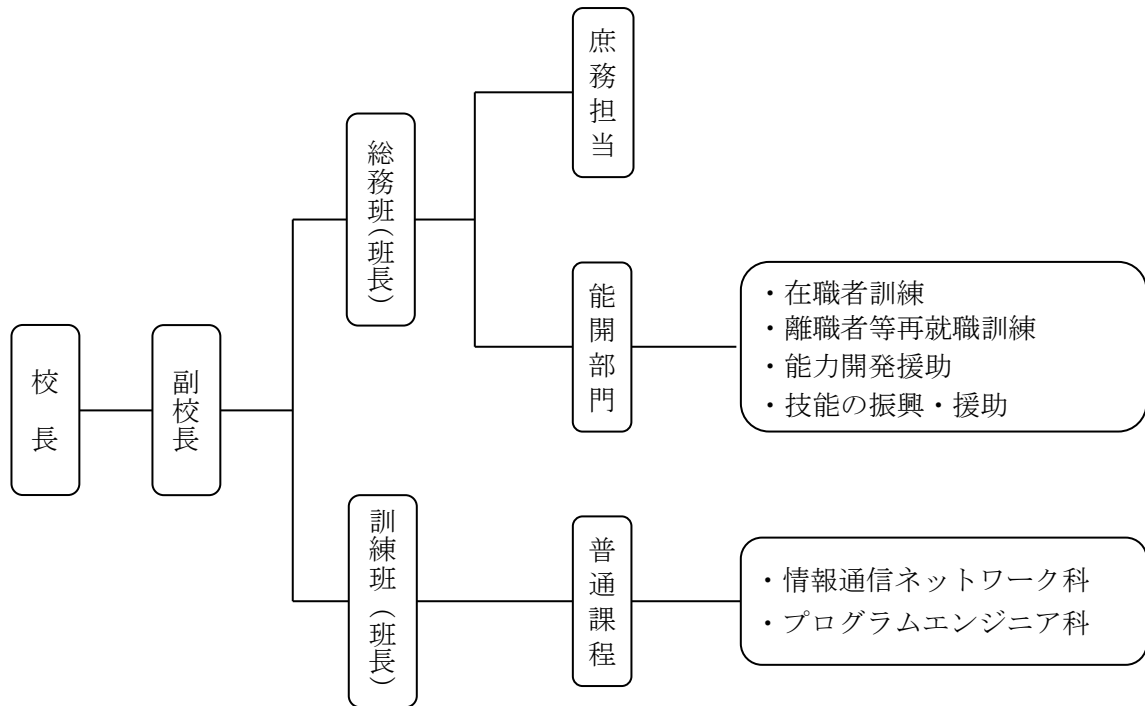 校長
副校長
総務班(班長)
庶務担当
能開部門
・在職者訓練
・離職者等再就職訓練
・能力開発援助
・技能の振興・援助
訓練班(班長)
普通課程
・情報通信ネットワーク科
・プログラムエンジニア科